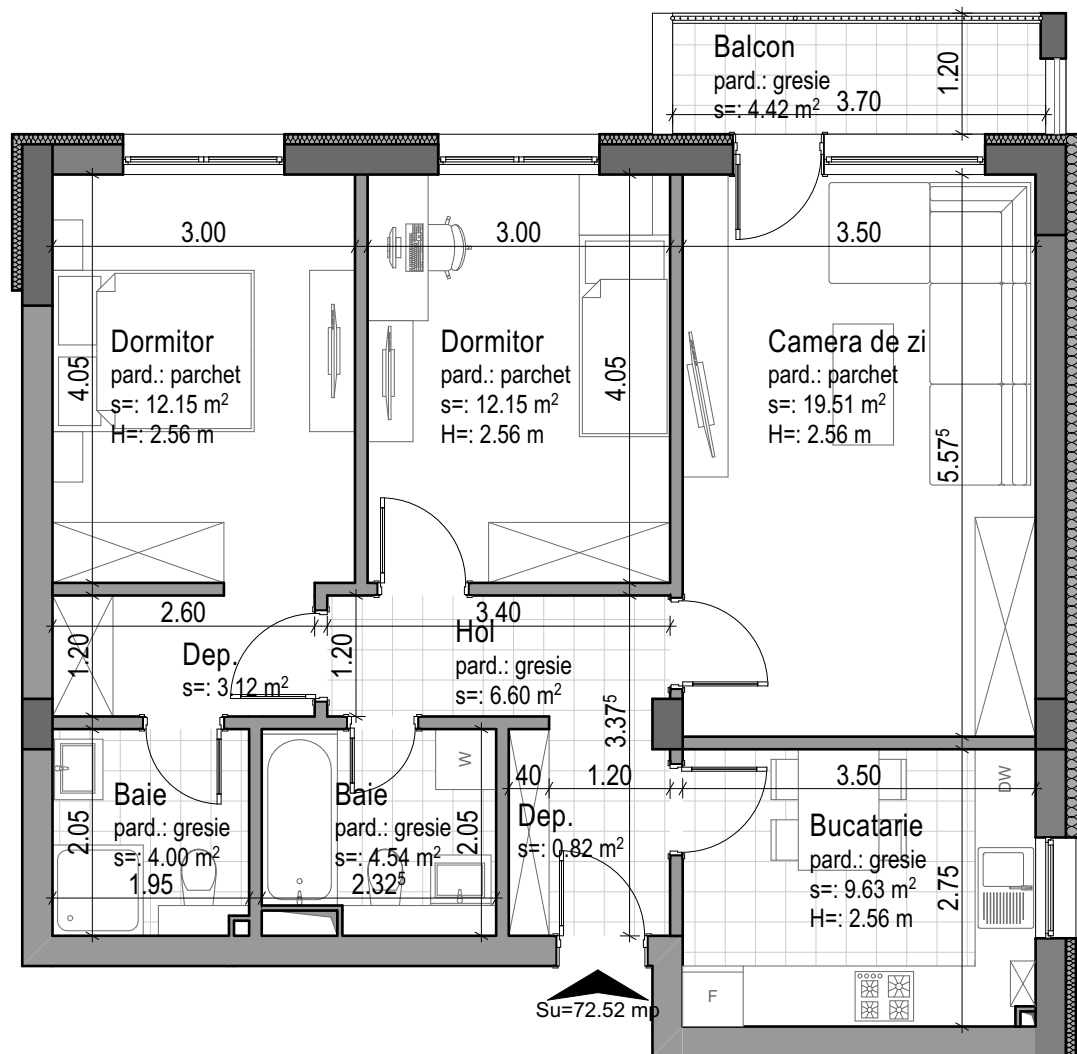 Balcon
pard.: gresie
s=: 4.42 m²
3.70
1.20
3.00
3.00
3.50
Dormitor
pard.: parchet
s=: 12.15 m²
H=: 2.56 m
4.05
Dormitor
pard.: parchet
s=: 12.15 m²
H=: 2.56 m
4.05
Camera de zi
pard.: parchet
s=: 19.51 m²
H=: 2.56 m
5.57⁵
2.60
1.20
Dep.
s=: 3.12 m²
3.40
1.20
Hol
pard.: gresie
s=: 6.60 m²
3.37⁵
Baie
pard.: gresie
s=: 4.00 m²
1.95
2.05
W
Baie
pard.: gresie
s=: 4.54 m²
2.32⁵
2.05
40
1.20
Dep.
s=: 0.82 m²
3.50
DW
Bucatarie
pard.: gresie
s=: 9.63 m²
H=: 2.56 m
2.75
F
Su=72.52 mp